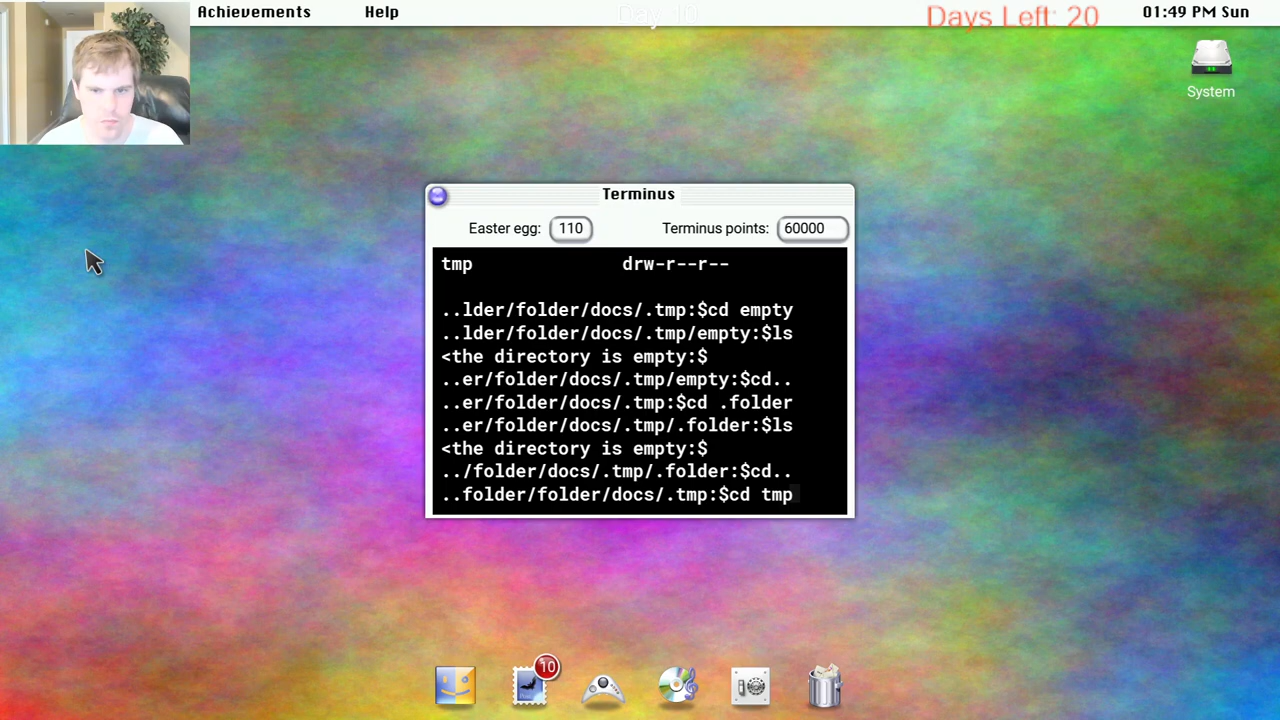 Achievements Help Day 10 Days Left: 20 01:49 PM Sun
System
Terminus
Easter egg: 110 Terminus points: 60000
tmp drw-r--r--
..lder/folder/docs/.tmp:$cd empty
..lder/folder/docs/.tmp/empty:$ls
<the directory is empty:$
..er/folder/docs/.tmp/empty:$cd..
..er/folder/docs/.tmp:$cd .folder
..er/folder/docs/.tmp/.folder:$ls
<the directory is empty:$
../folder/docs/.tmp/.folder:$cd..
..folder/folder/docs/.tmp:$cd tmp
10